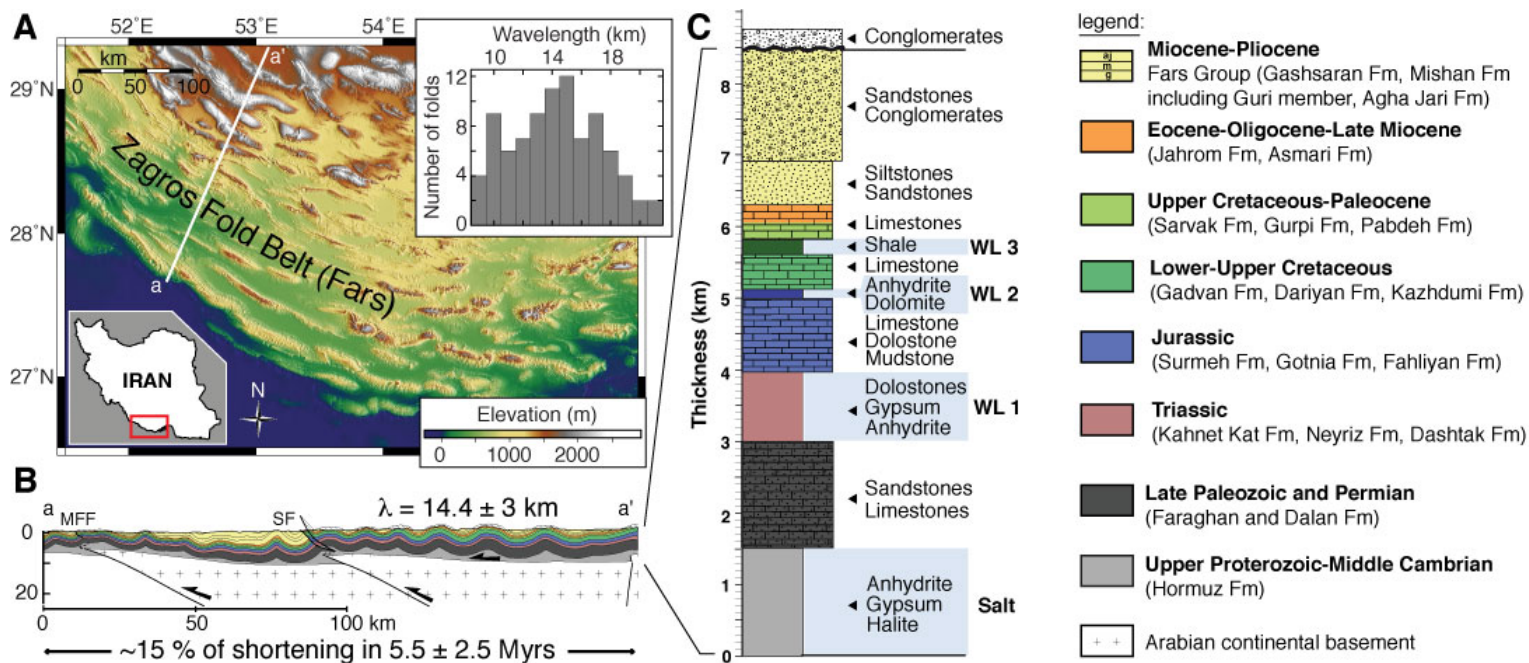 A
52°E
53°E
54°E
km
0
50
100
a'
29°N
28°N
27°N
Zagros Fold Belt (Fars)
a
IRAN
N
Wavelength (km)
10
14
18
Number of folds
12
8
4
0
Elevation (m)
0
1000
2000
B
a
MFF
SF
λ = 14.4 ± 3 km
a'
0
20
0
50
100 km
~15 % of shortening in 5.5 ± 2.5 Myrs
C
Thickness (km)
8
7
6
5
4
3
2
1
0
Conglomerates
Sandstones
Conglomerates
Siltstones
Sandstones
Limestones
Shale
WL 3
Limestone
Anhydrite
Dolomite
WL 2
Limestone
Dolostone
Mudstone
Dolostones
Gypsum
Anhydrite
WL 1
Sandstones
Limestones
Anhydrite
Gypsum
Halite
Salt
legend:
aj
m
g
Miocene-Pliocene
Fars Group (Gashsaran Fm, Mishan Fm
including Guri member, Agha Jari Fm)
Eocene-Oligocene-Late Miocene
(Jahrom Fm, Asmari Fm)
Upper Cretaceous-Paleocene
(Sarvak Fm, Gurpi Fm, Pabdeh Fm)
Lower-Upper Cretaceous
(Gadvan Fm, Dariyan Fm, Kazhdumi Fm)
Jurassic
(Surmeh Fm, Gotnia Fm, Fahliyan Fm)
Triassic
(Kahnet Kat Fm, Neyriz Fm, Dashtak Fm)
Late Paleozoic and Permian
(Faraghan and Dalan Fm)
Upper Proterozoic-Middle Cambrian
(Hormuz Fm)
Arabian continental basement